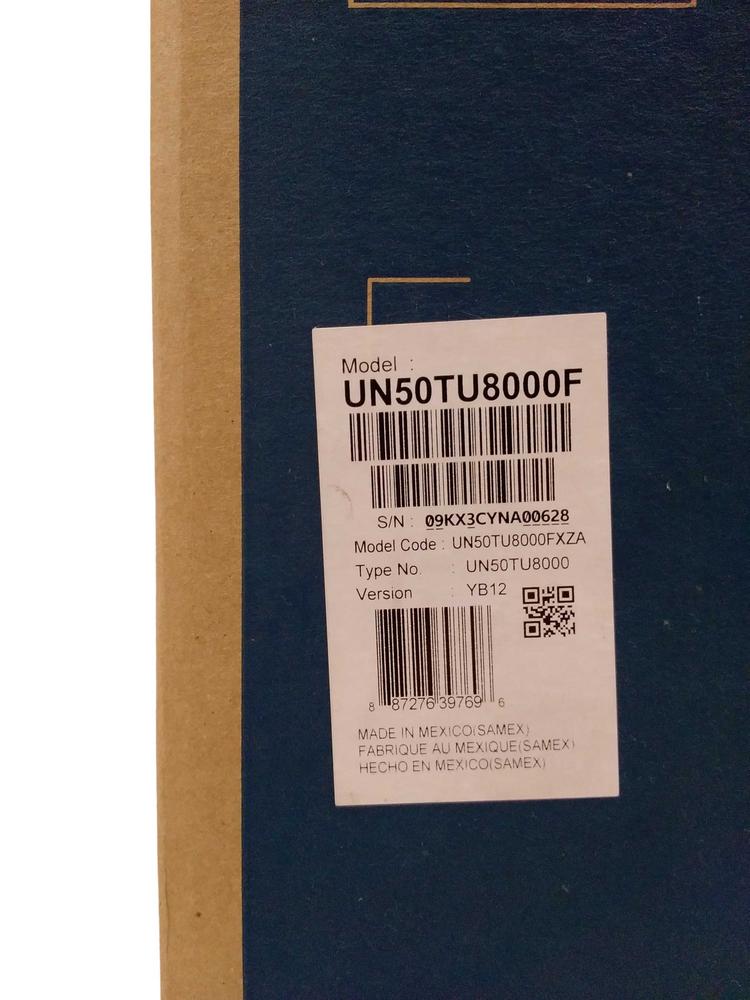 Model :
UN50TU8000F
S/N : 09KX3CYNA00628
Model Code : UN50TU8000FXZA
Type No. : UN50TU8000
Version : YB12
8 87276 39769 6
MADE IN MEXICO(SAMEX)
FABRIQUE AU MEXIQUE(SAMEX)
HECHO EN MEXICO(SAMEX)